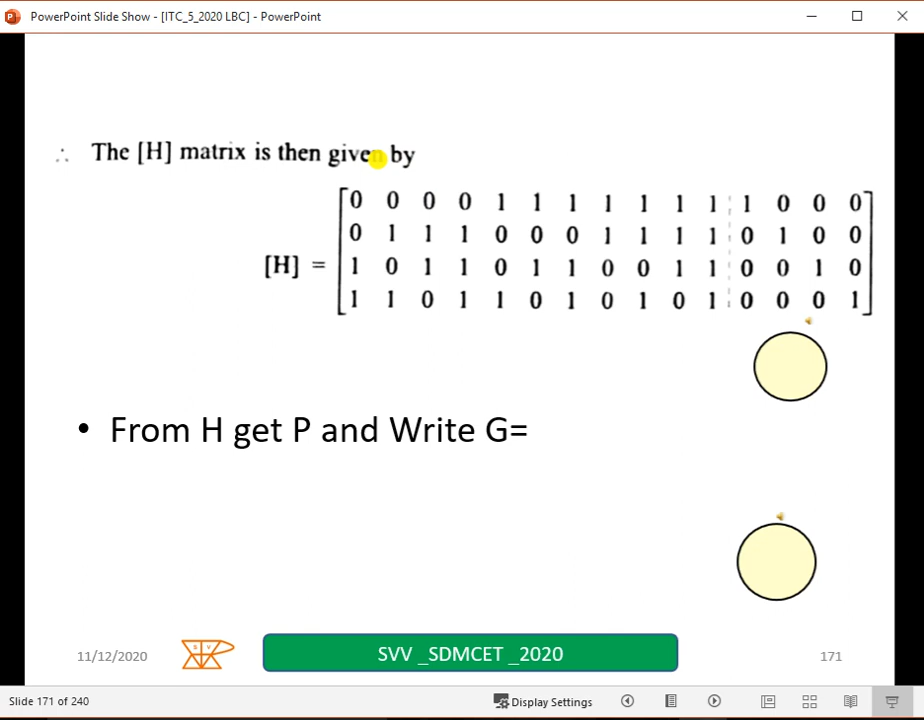 PowerPoint Slide Show - [ITC_5_2020 LBC] - PowerPoint
∴ The [H] matrix is then given by
0 0 0 0 1 1 1 1 1 1 1 1 0 0 0
0 1 1 1 0 0 0 1 1 1 1 0 1 0 0
[H] = 1 0 1 1 0 1 1 0 0 1 1 0 0 1 0
1 1 0 1 1 0 1 0 1 0 1 0 0 0 1
• From H get P and Write G=
11/12/2020
S V
SVV _SDMCET _2020
171
Slide 171 of 240
Display Settings